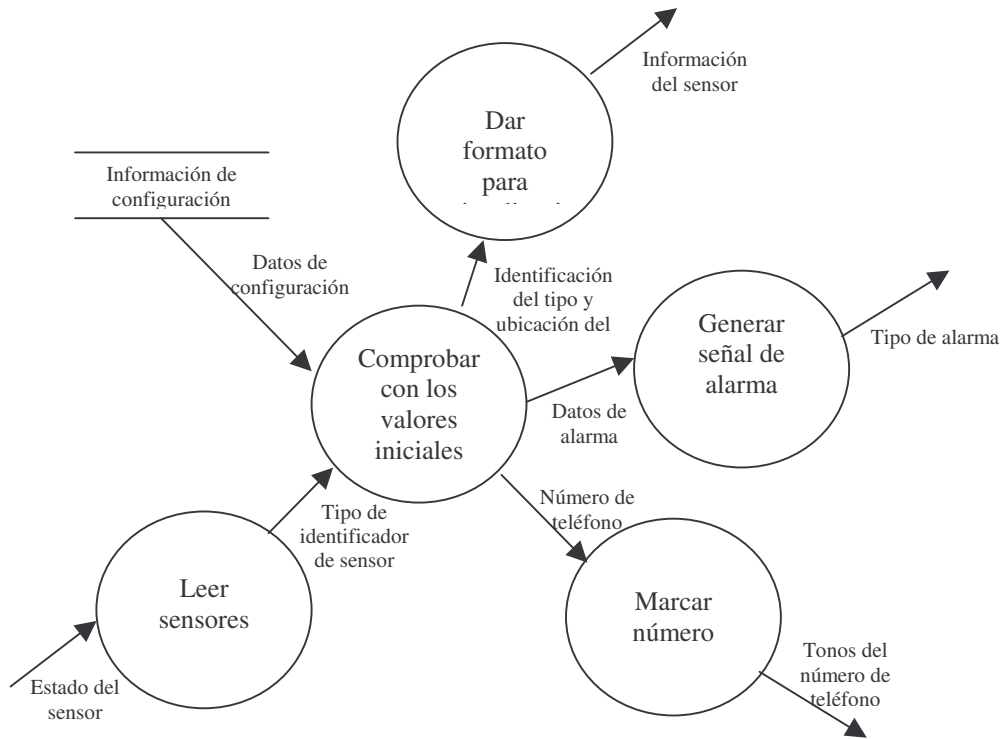 Información
del sensor
Dar
formato
para
Información de
configuración
Datos de
configuración
Identificación
del tipo y
ubicación del
Generar
señal de
alarma
Tipo de alarma
Comprobar
con los
valores
iniciales
Datos de
alarma
Número de
teléfono
Tipo de
identificador
de sensor
Leer
sensores
Marcar
número
Estado del
sensor
Tonos del
número de
teléfono